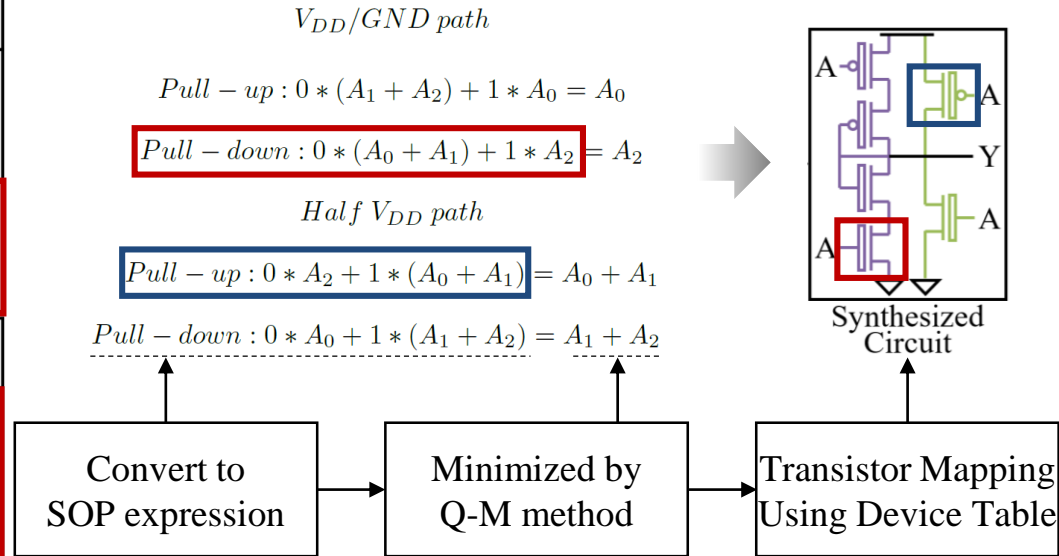 V_DD/GND path
Pull − up : 0 * (A_1 + A_2) + 1 * A_0 = A_0
Pull − down : 0 * (A_0 + A_1) + 1 * A_2 = A_2
Half V_DD path
Pull − up : 0 * A_2 + 1 * (A_0 + A_1) = A_0 + A_1
Pull − down : 0 * A_0 + 1 * (A_1 + A_2) = A_1 + A_2
A
A
Y
A
A
Synthesized
Circuit
Convert to
SOP expression
Minimized by
Q-M method
Transistor Mapping
Using Device Table